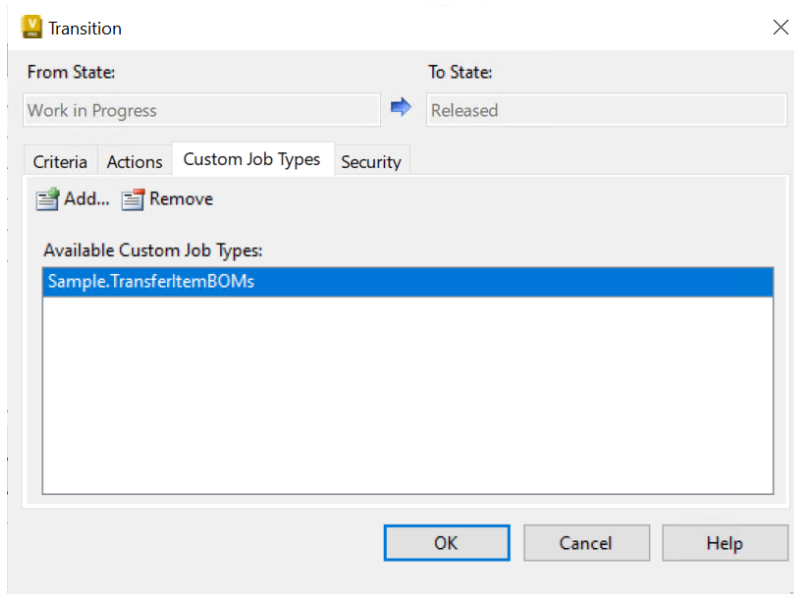 Transition
From State:
To State:
Work in Progress
Released
Criteria Actions Custom Job Types Security
Add... Remove
Available Custom Job Types:
Sample.TransferItemBOMs
OK Cancel Help